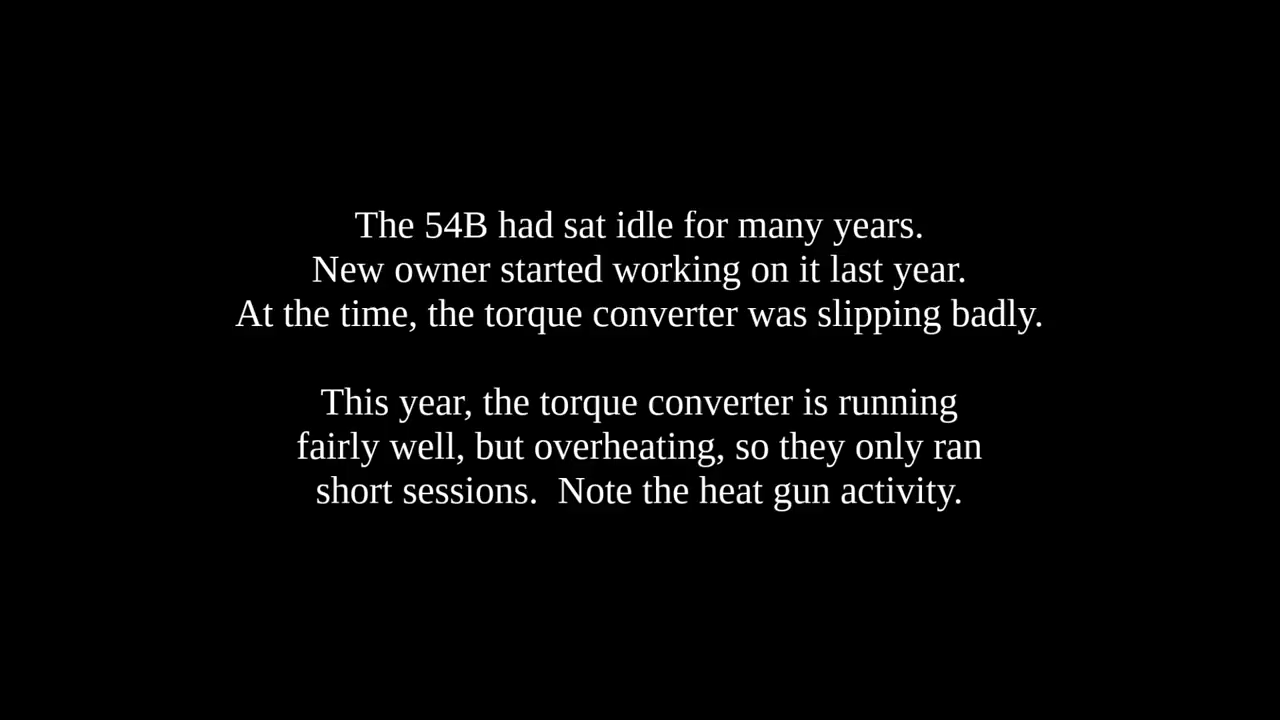 The 54B had sat idle for many years.
New owner started working on it last year.
At the time, the torque converter was slipping badly.
This year, the torque converter is running
fairly well, but overheating, so they only ran
short sessions.  Note the heat gun activity.